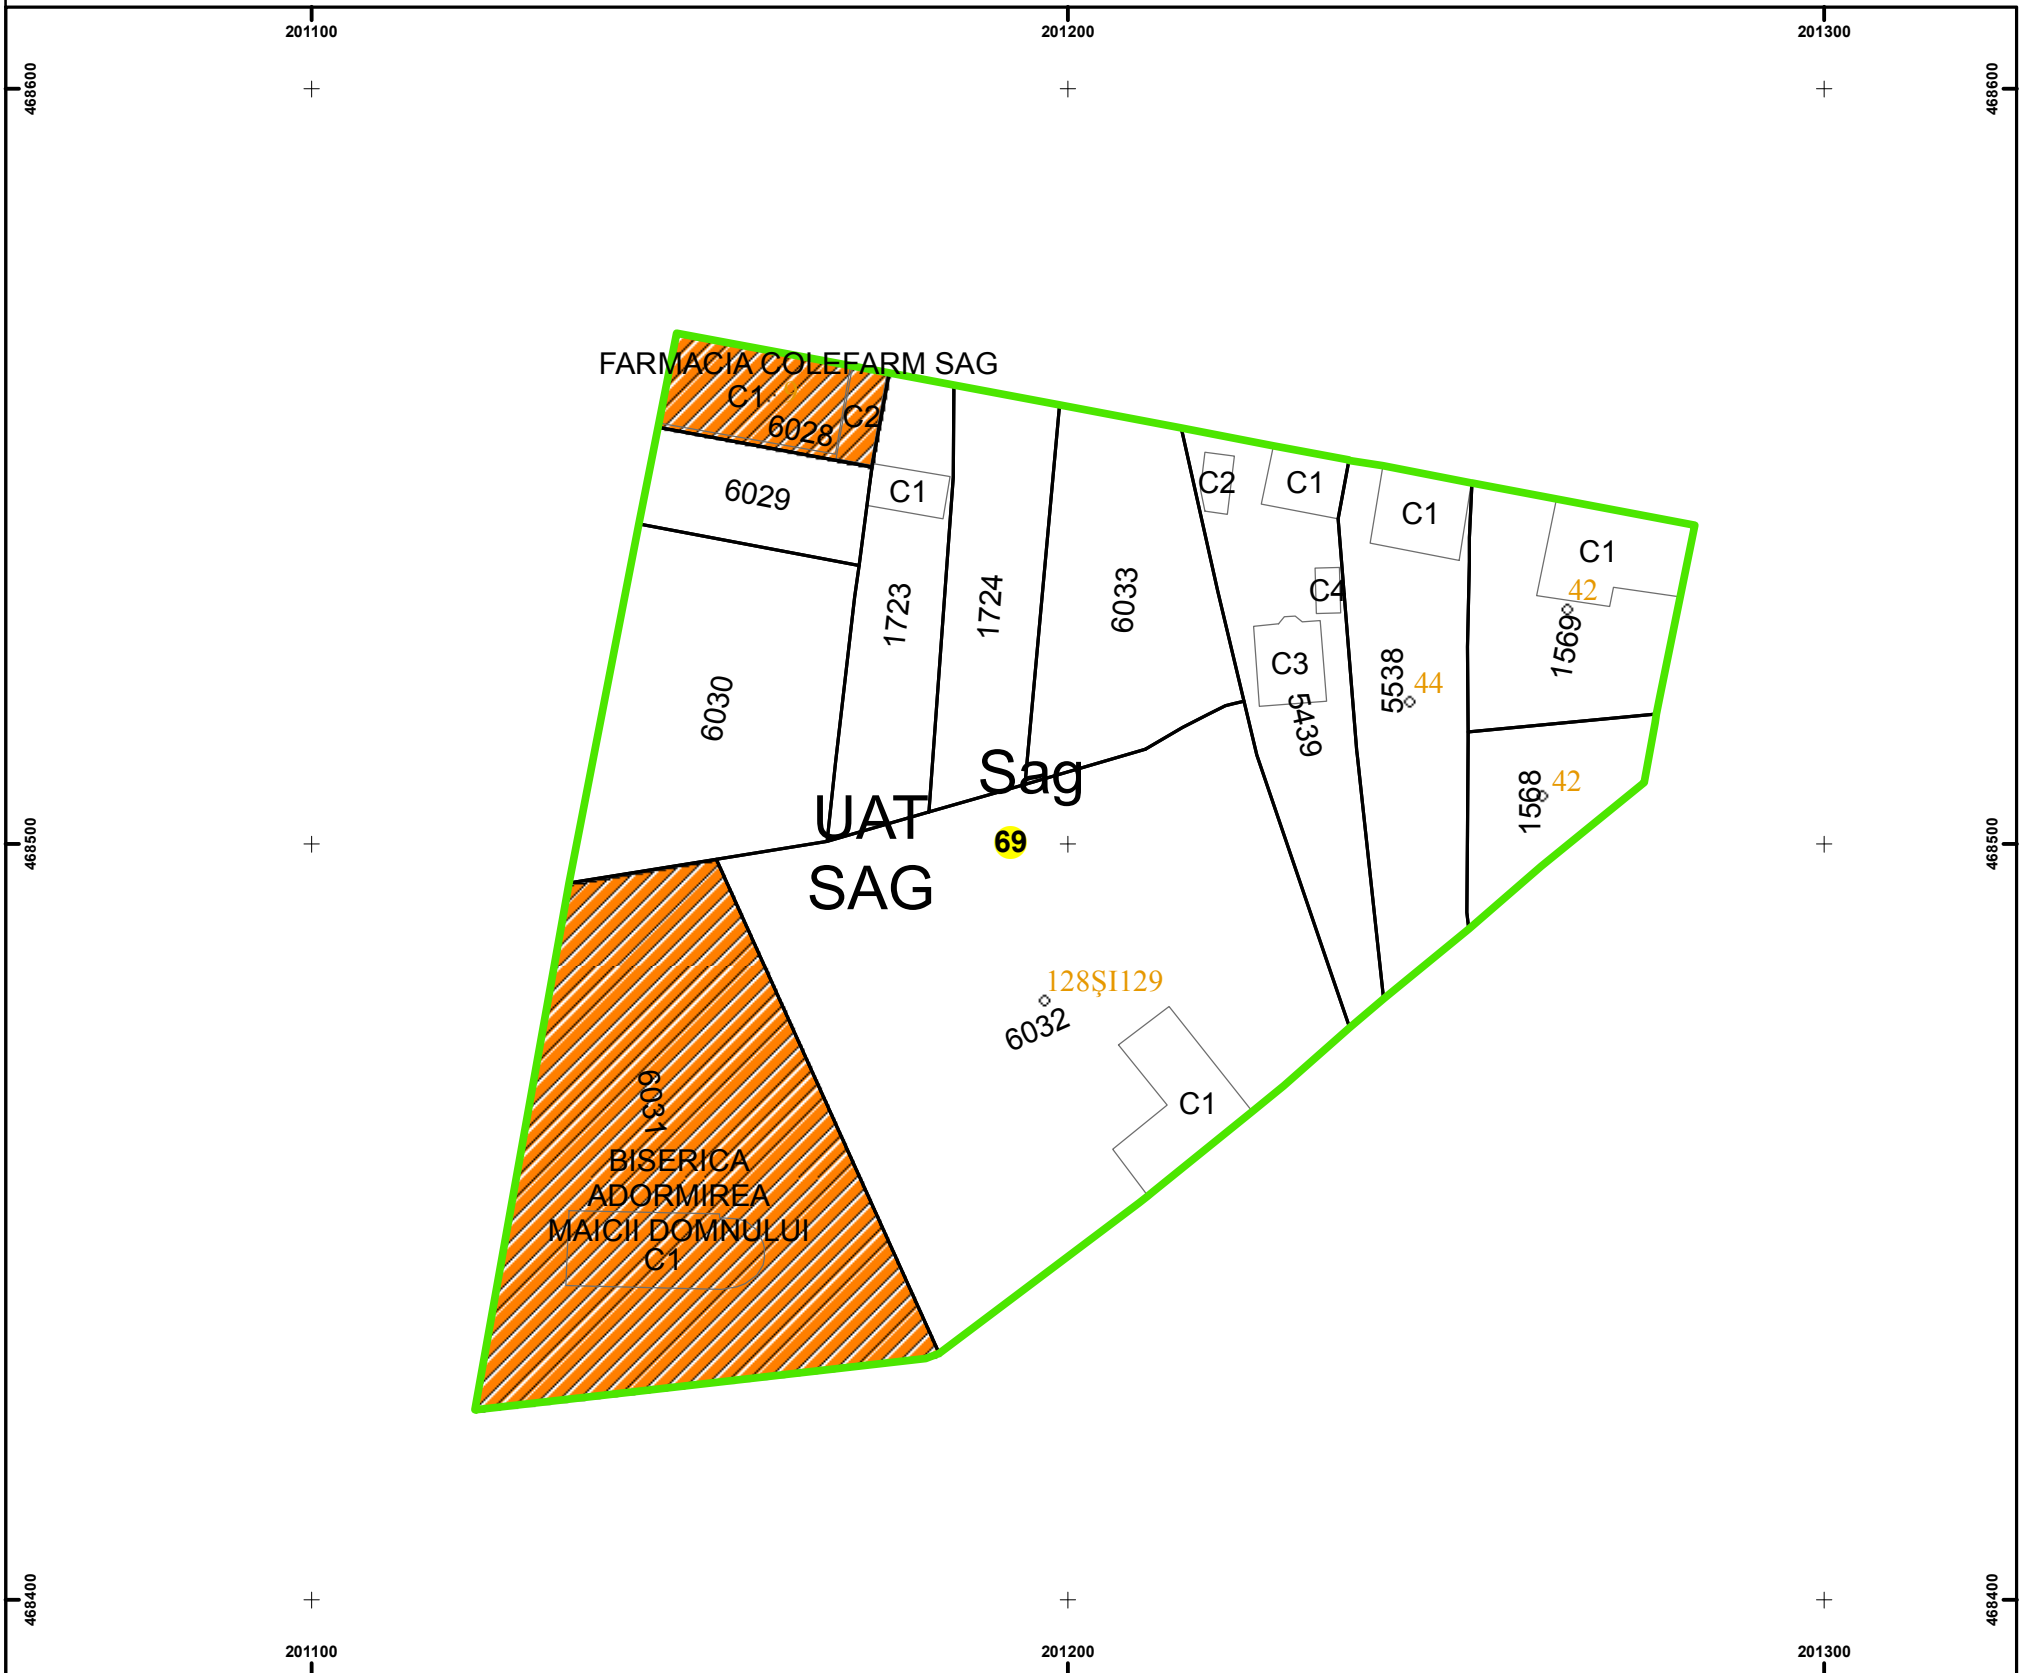 201100
201200
201300
468600
468600
FARMACIA COLEFARM SAG
C1
C2
6028
6029
C1
C2
C1
C1
C1
42
C4
1723
1724
6033
1569
C3
5538
44
5439
6030
Sag
42
1568
UAT
SAG
69
468500
468500
128ŞI129
6032
C1
6031
BISERICA
ADORMIREA
MAICII DOMNULUI
C1
468400
468400
201100
201200
201300